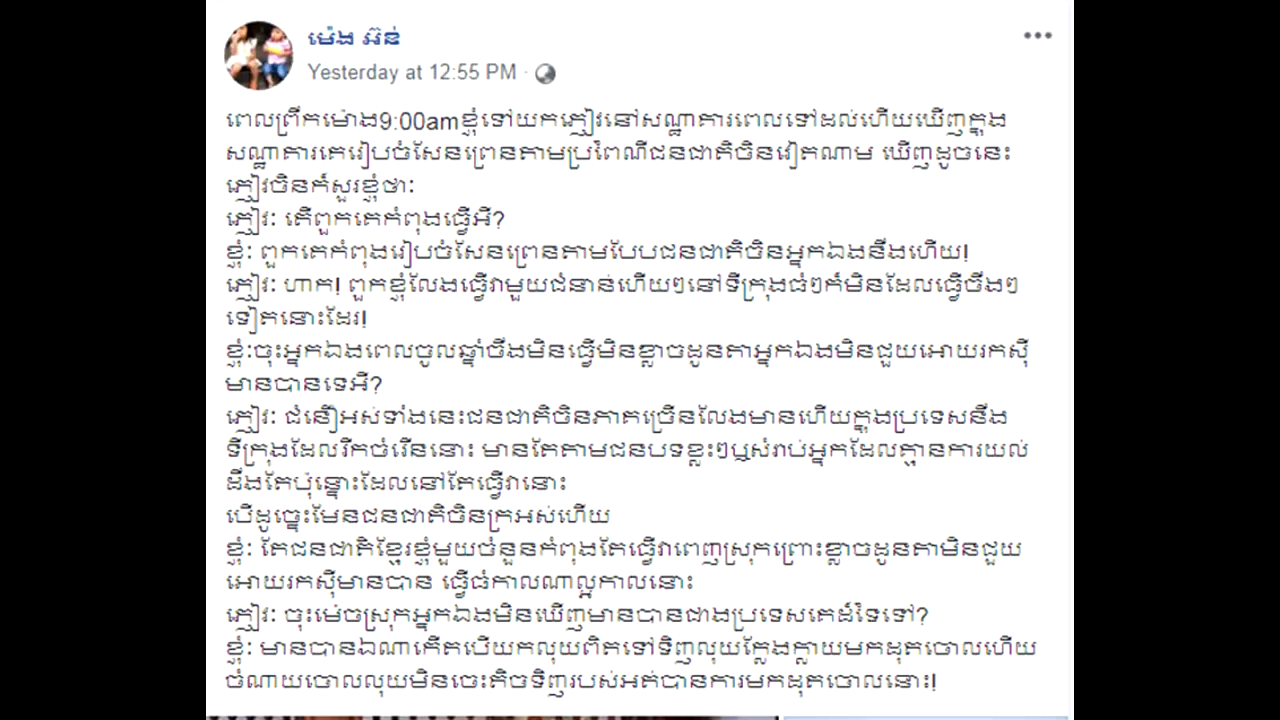 ម៉េង អ៊ន់
Yesterday at 12:55 PM ·
ពេលព្រឹកម៉ោង9:00amខ្ញុំទៅយកភ្ញៀវនៅសណ្ឋាគារពេលទៅដល់ហើយឃើញក្នុង
សណ្ឋាគារគេរៀបចំសែនព្រេនតាមប្រពៃណីជនជាតិចិនវៀតណាម ឃើញដូចនេះ
ភ្ញៀវចិនក៏សួរខ្ញុំថា:
ភ្ញៀវ: តើពួកគេកំពុងធ្វើអី?
ខ្ញុំ: ពួកគេកំពុងរៀបចំសែនព្រេនតាមបែបជនជាតិចិនអ្នកឯងនឹងហើយ!
ភ្ញៀវ: ហាក! ពួកខ្ញុំលែងធ្វើវាមួយជំនាន់ហើយៗនៅទីក្រុងធំៗក៏មិនដែលធ្វើចឹងៗ
ទៀតនោះដែរ!
ខ្ញុំ:ចុះអ្នកឯងពេលចូលឆ្នាំចឹងមិនធ្វើមិនខ្លាចដូនតាអ្នកឯងមិនជួយអោយរកស៊ី
មានបានទេអី?
ភ្ញៀវ: ជំនឿអស់ទាំងនេះជនជាតិចិនភាគច្រើនលែងមានហើយក្នុងប្រទេសនឹង
ទីក្រុងដែលរីកចំរើននោះ មានតែតាមជនបទខ្លះៗឬសំរាប់អ្នកដែលគ្មានការយល់
ដឹងតែប៉ុន្នោះដែលនៅតែធ្វើវានោះ
បើដូច្នេះមែនជនជាតិចិនក្រអស់ហើយ
ខ្ញុំ: តែជនជាតិខ្មែរខ្ញុំមួយចំនួនកំពុងតែធ្វើវាពេញស្រុកព្រោះខ្លាចដូនតាមិនជួយ
អោយរកស៊ីមានបាន ធ្វើធំកាលណាល្អកាលនោះ
ភ្ញៀវ: ចុះម៉េចស្រុកអ្នកឯងមិនឃើញមានបានជាងប្រទេសគេដ៏ទៃទៅ?
ខ្ញុំ: មានបានឯណាកើតបើយកលុយពិតទៅទិញលុយក្លែងក្លាយមកដុតចោលហើយ
ចំណាយចោលលុយមិនចេះតិចទិញរបស់អត់បានការមកដុតចោលនោះ!